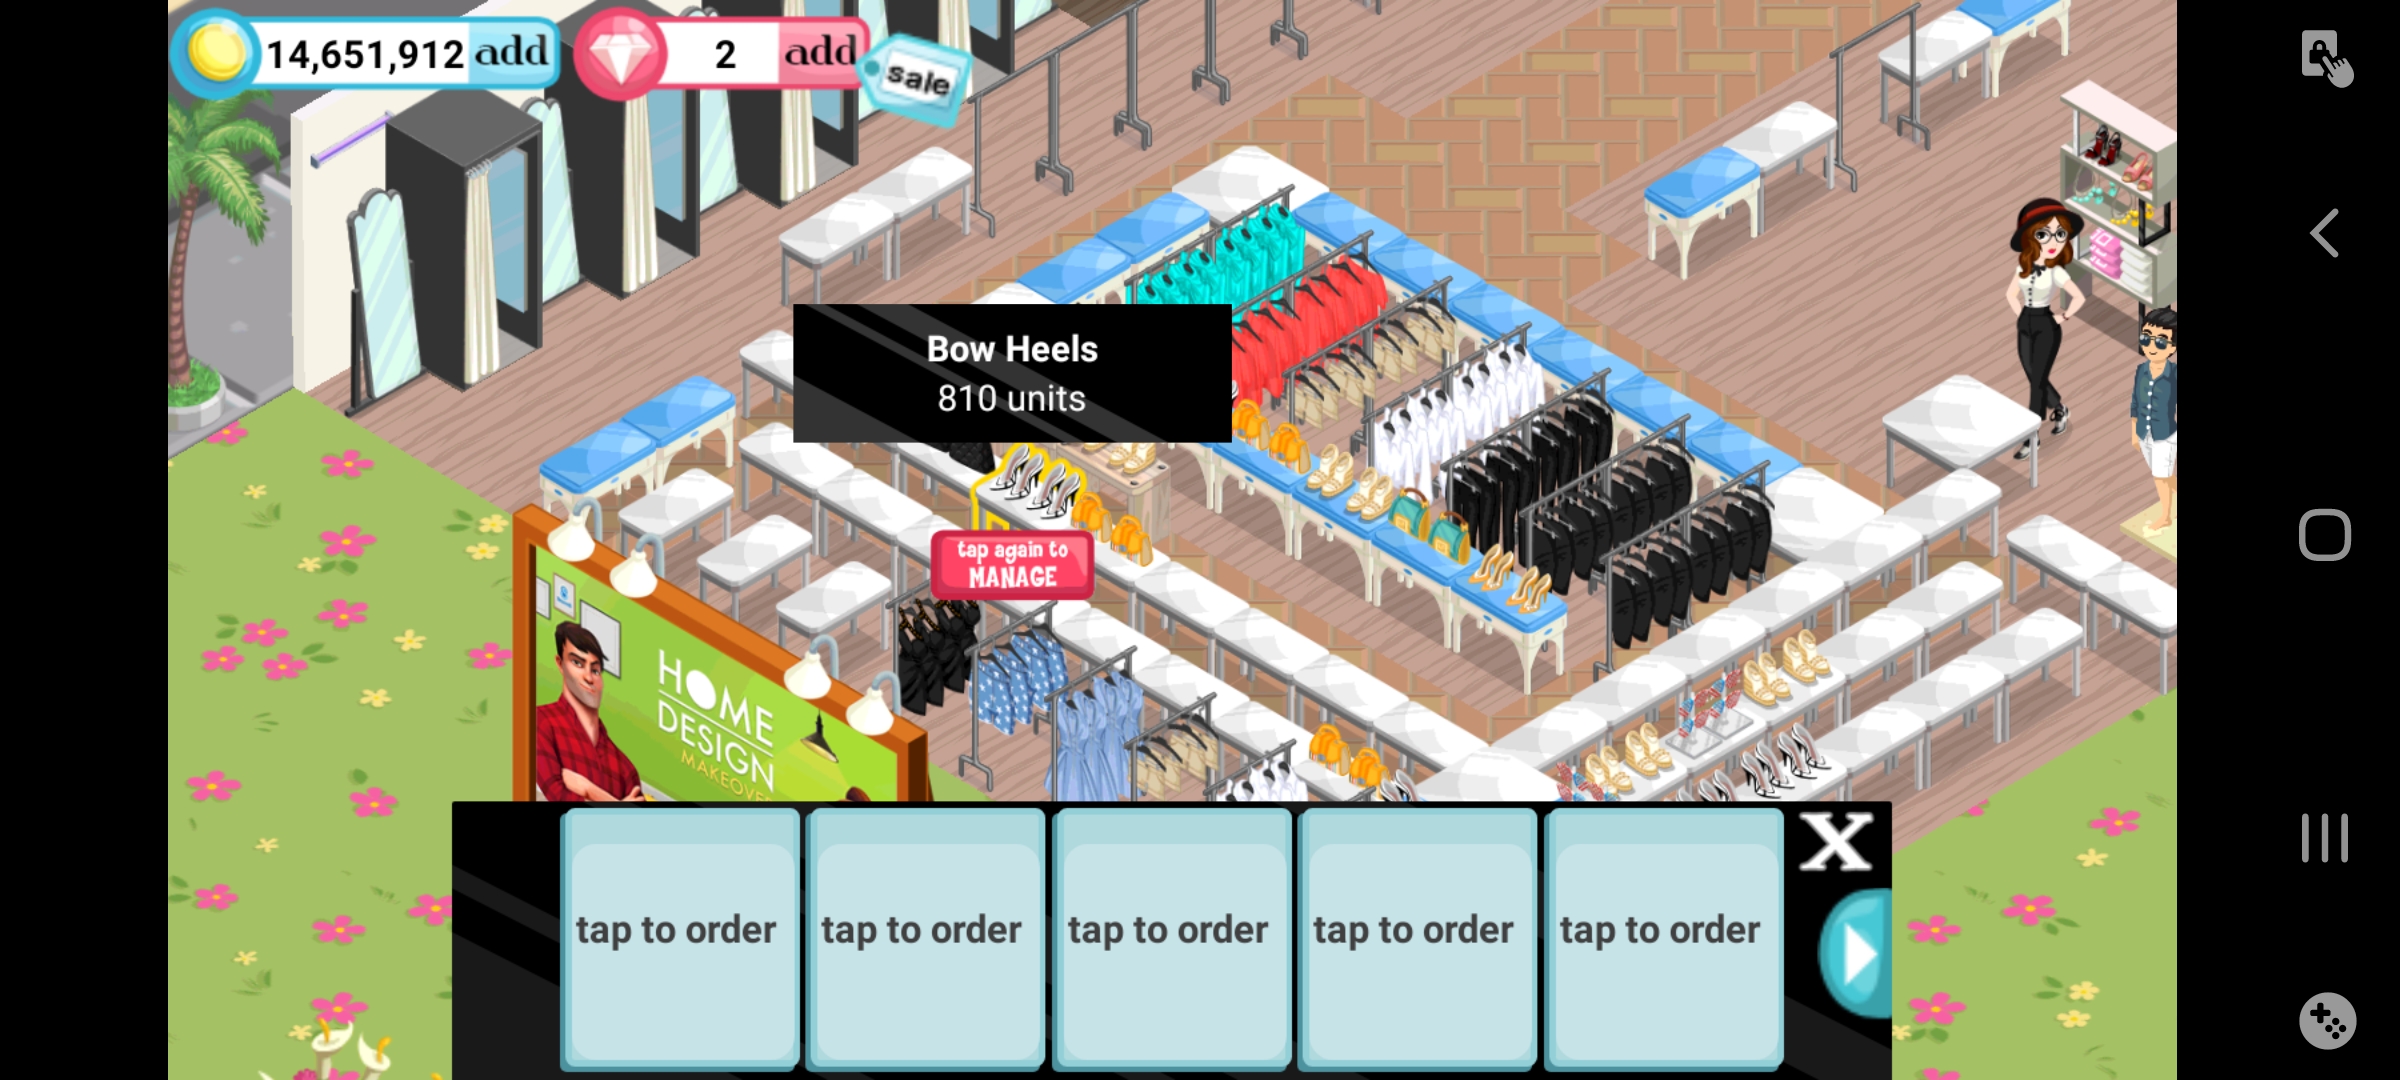 14,651,912 add
2 add
sale
Bow Heels
810 units
tap again to
MANAGE
HOME
DESIGN
MAKEOVER
tap to order
tap to order
tap to order
tap to order
tap to order
X